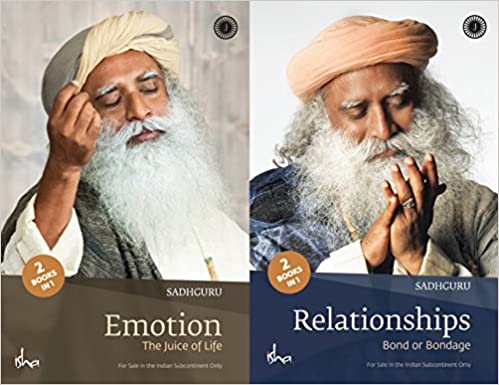 2
BOOKS
IN 1
SADHGURU
Emotion
The Juice of Life
isha
For Sale in the Indian Subcontinent Only
2
BOOKS
IN 1
SADHGURU
Relationships
Bond or Bondage
isha
For Sale in the Indian Subcontinent Only